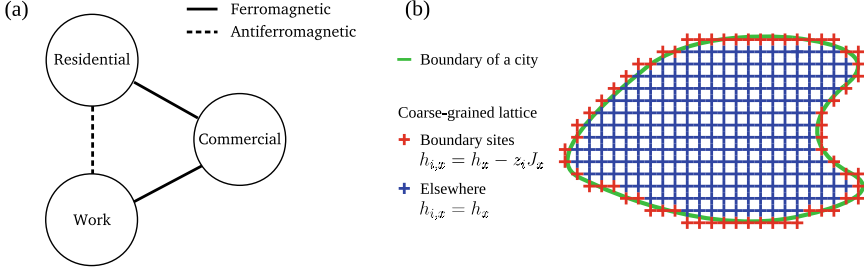 (a)
Ferromagnetic
Antiferromagnetic
Residential
Commercial
Work
(b)
Boundary of a city
Coarse-grained lattice
Boundary sites
h_{i,x} = h_x − z_i J_x
Elsewhere
h_{i,x} = h_x